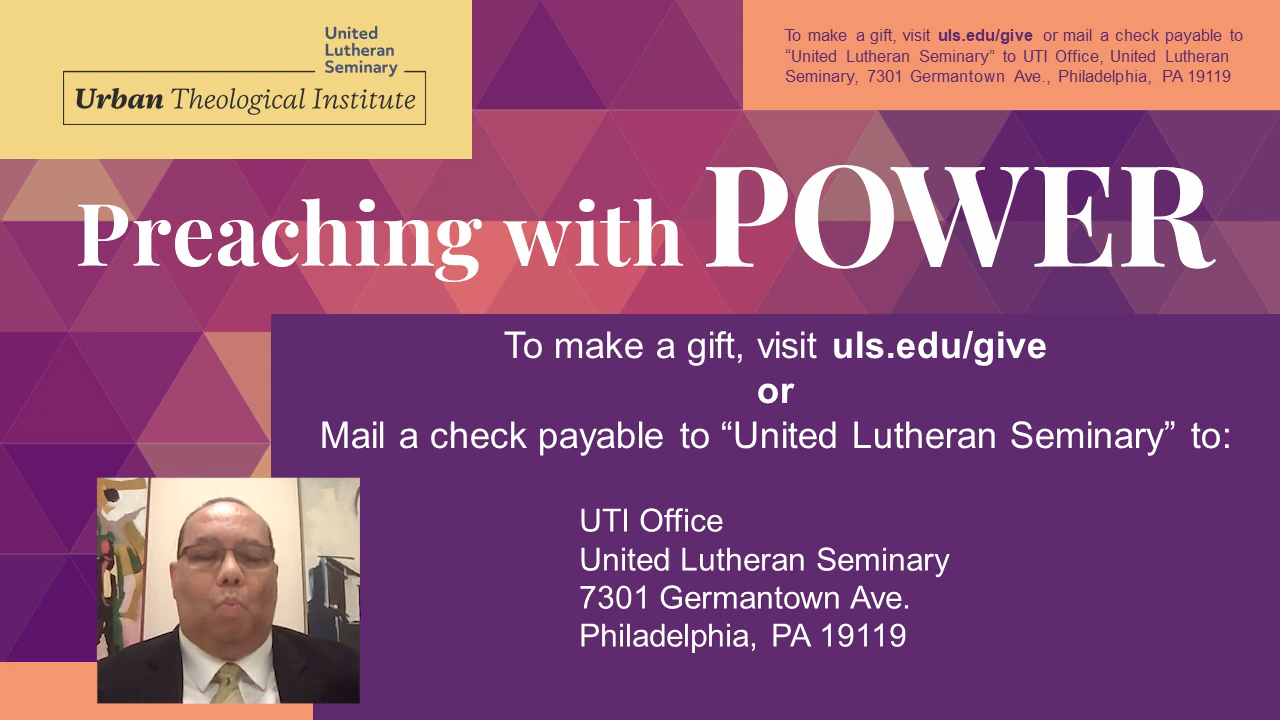 United
Lutheran
Seminary
Urban Theological Institute
To make a gift, visit uls.edu/give or mail a check payable to
“United Lutheran Seminary” to UTI Office, United Lutheran
Seminary, 7301 Germantown Ave., Philadelphia, PA 19119
Preaching with POWER
To make a gift, visit uls.edu/give
or
Mail a check payable to “United Lutheran Seminary” to:
UTI Office
United Lutheran Seminary
7301 Germantown Ave.
Philadelphia, PA 19119